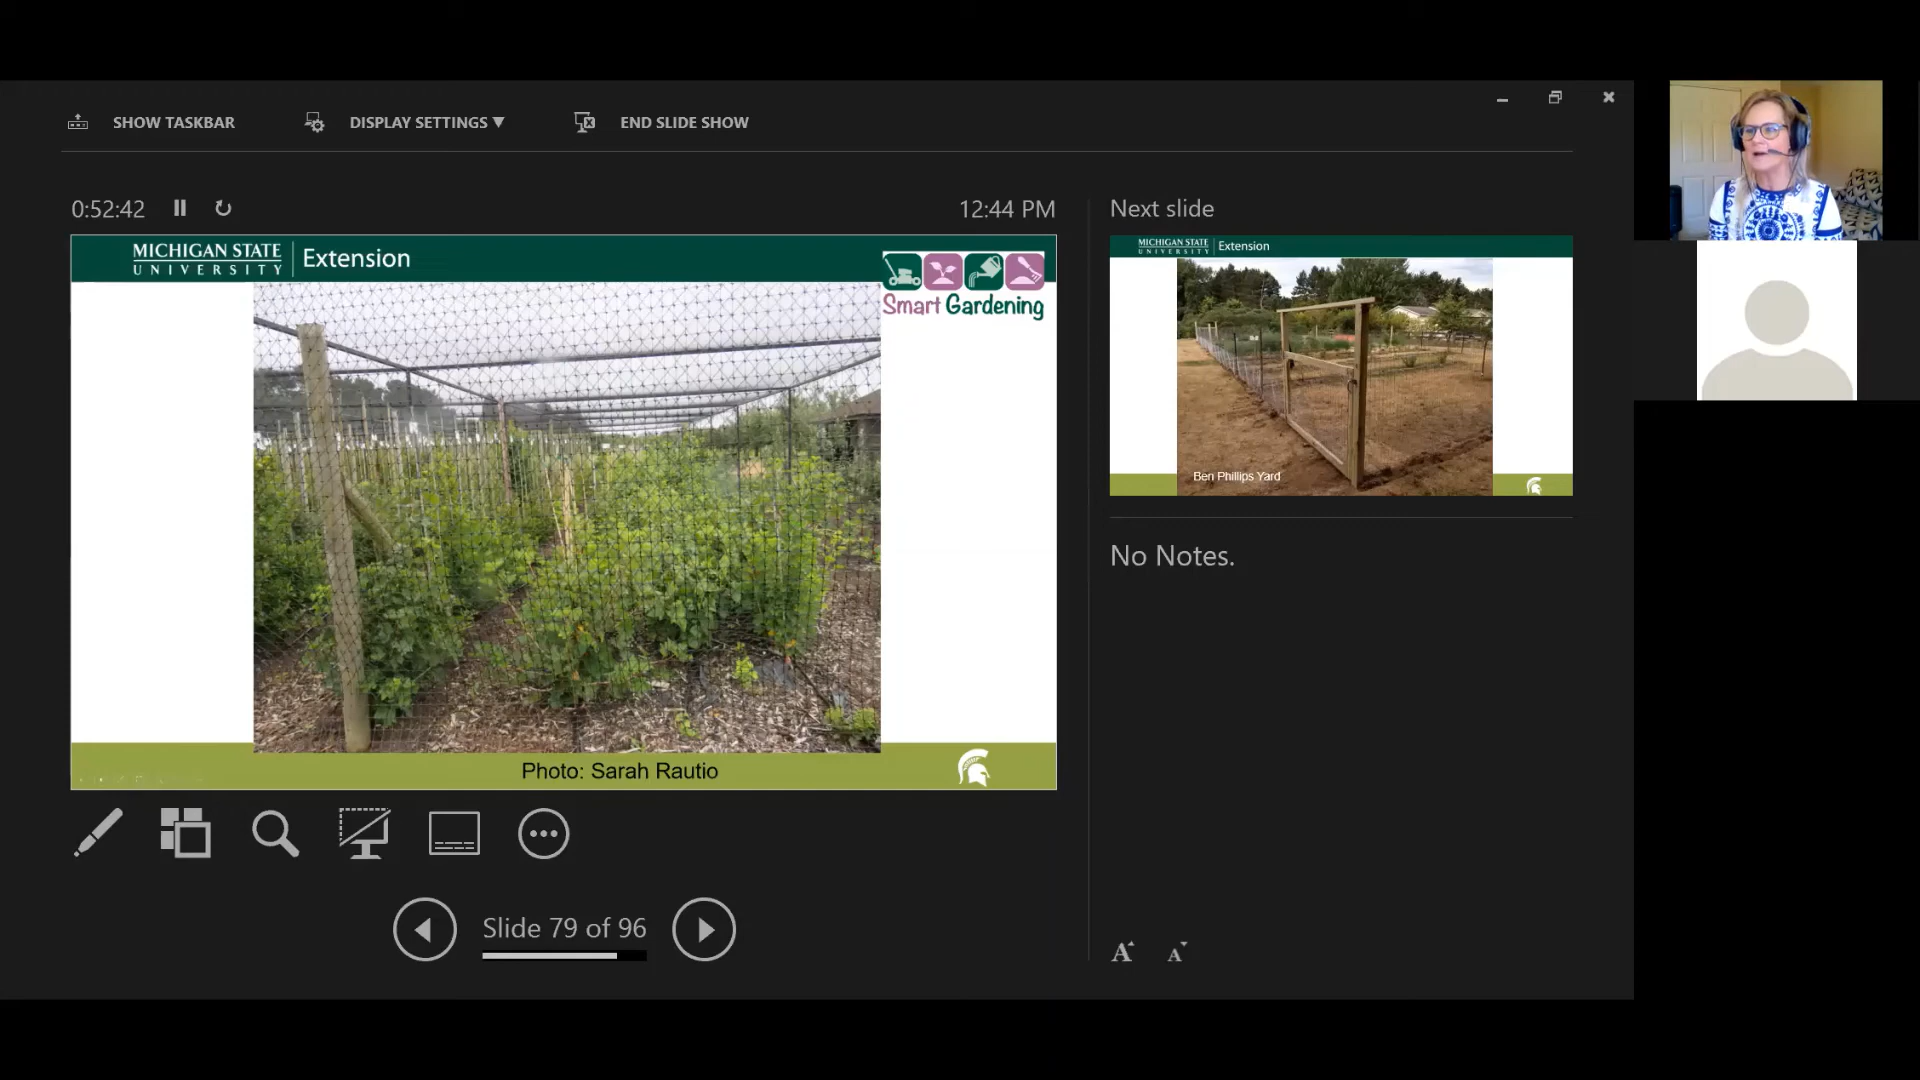 SHOW TASKBAR
DISPLAY SETTINGS ▼
END SLIDE SHOW
0:52:42
12:44 PM
MICHIGAN STATE
UNIVERSITY
Extension
Smart Gardening
Photo: Sarah Rautio
Slide 79 of 96
Next slide
MICHIGAN STATE
UNIVERSITY
Extension
Ben Phillips Yard
No Notes.
A
A